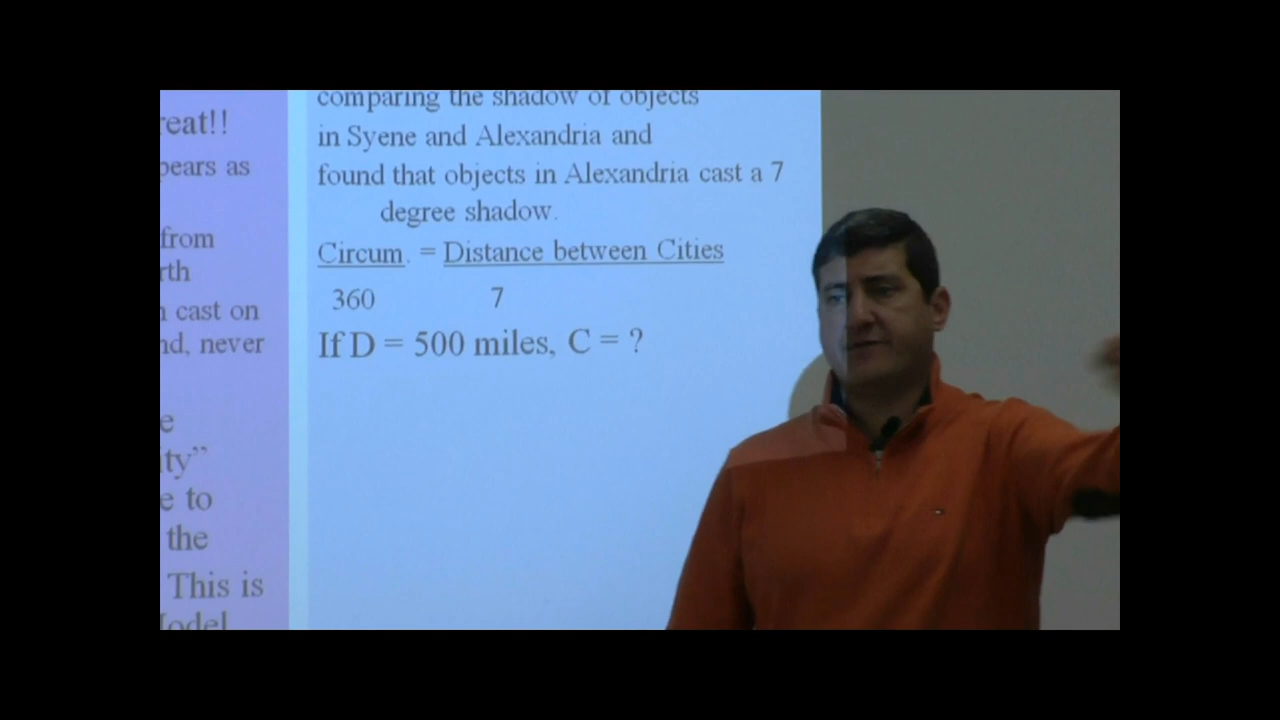 reat!!
pears as
from
rth
cast on
nd, never
e
ity”
e to
the
This is
Model
comparing the shadow of objects
in Syene and Alexandria and
found that objects in Alexandria cast a 7
degree shadow.
Circum. = Distance between Cities
360 7
If D = 500 miles, C = ?